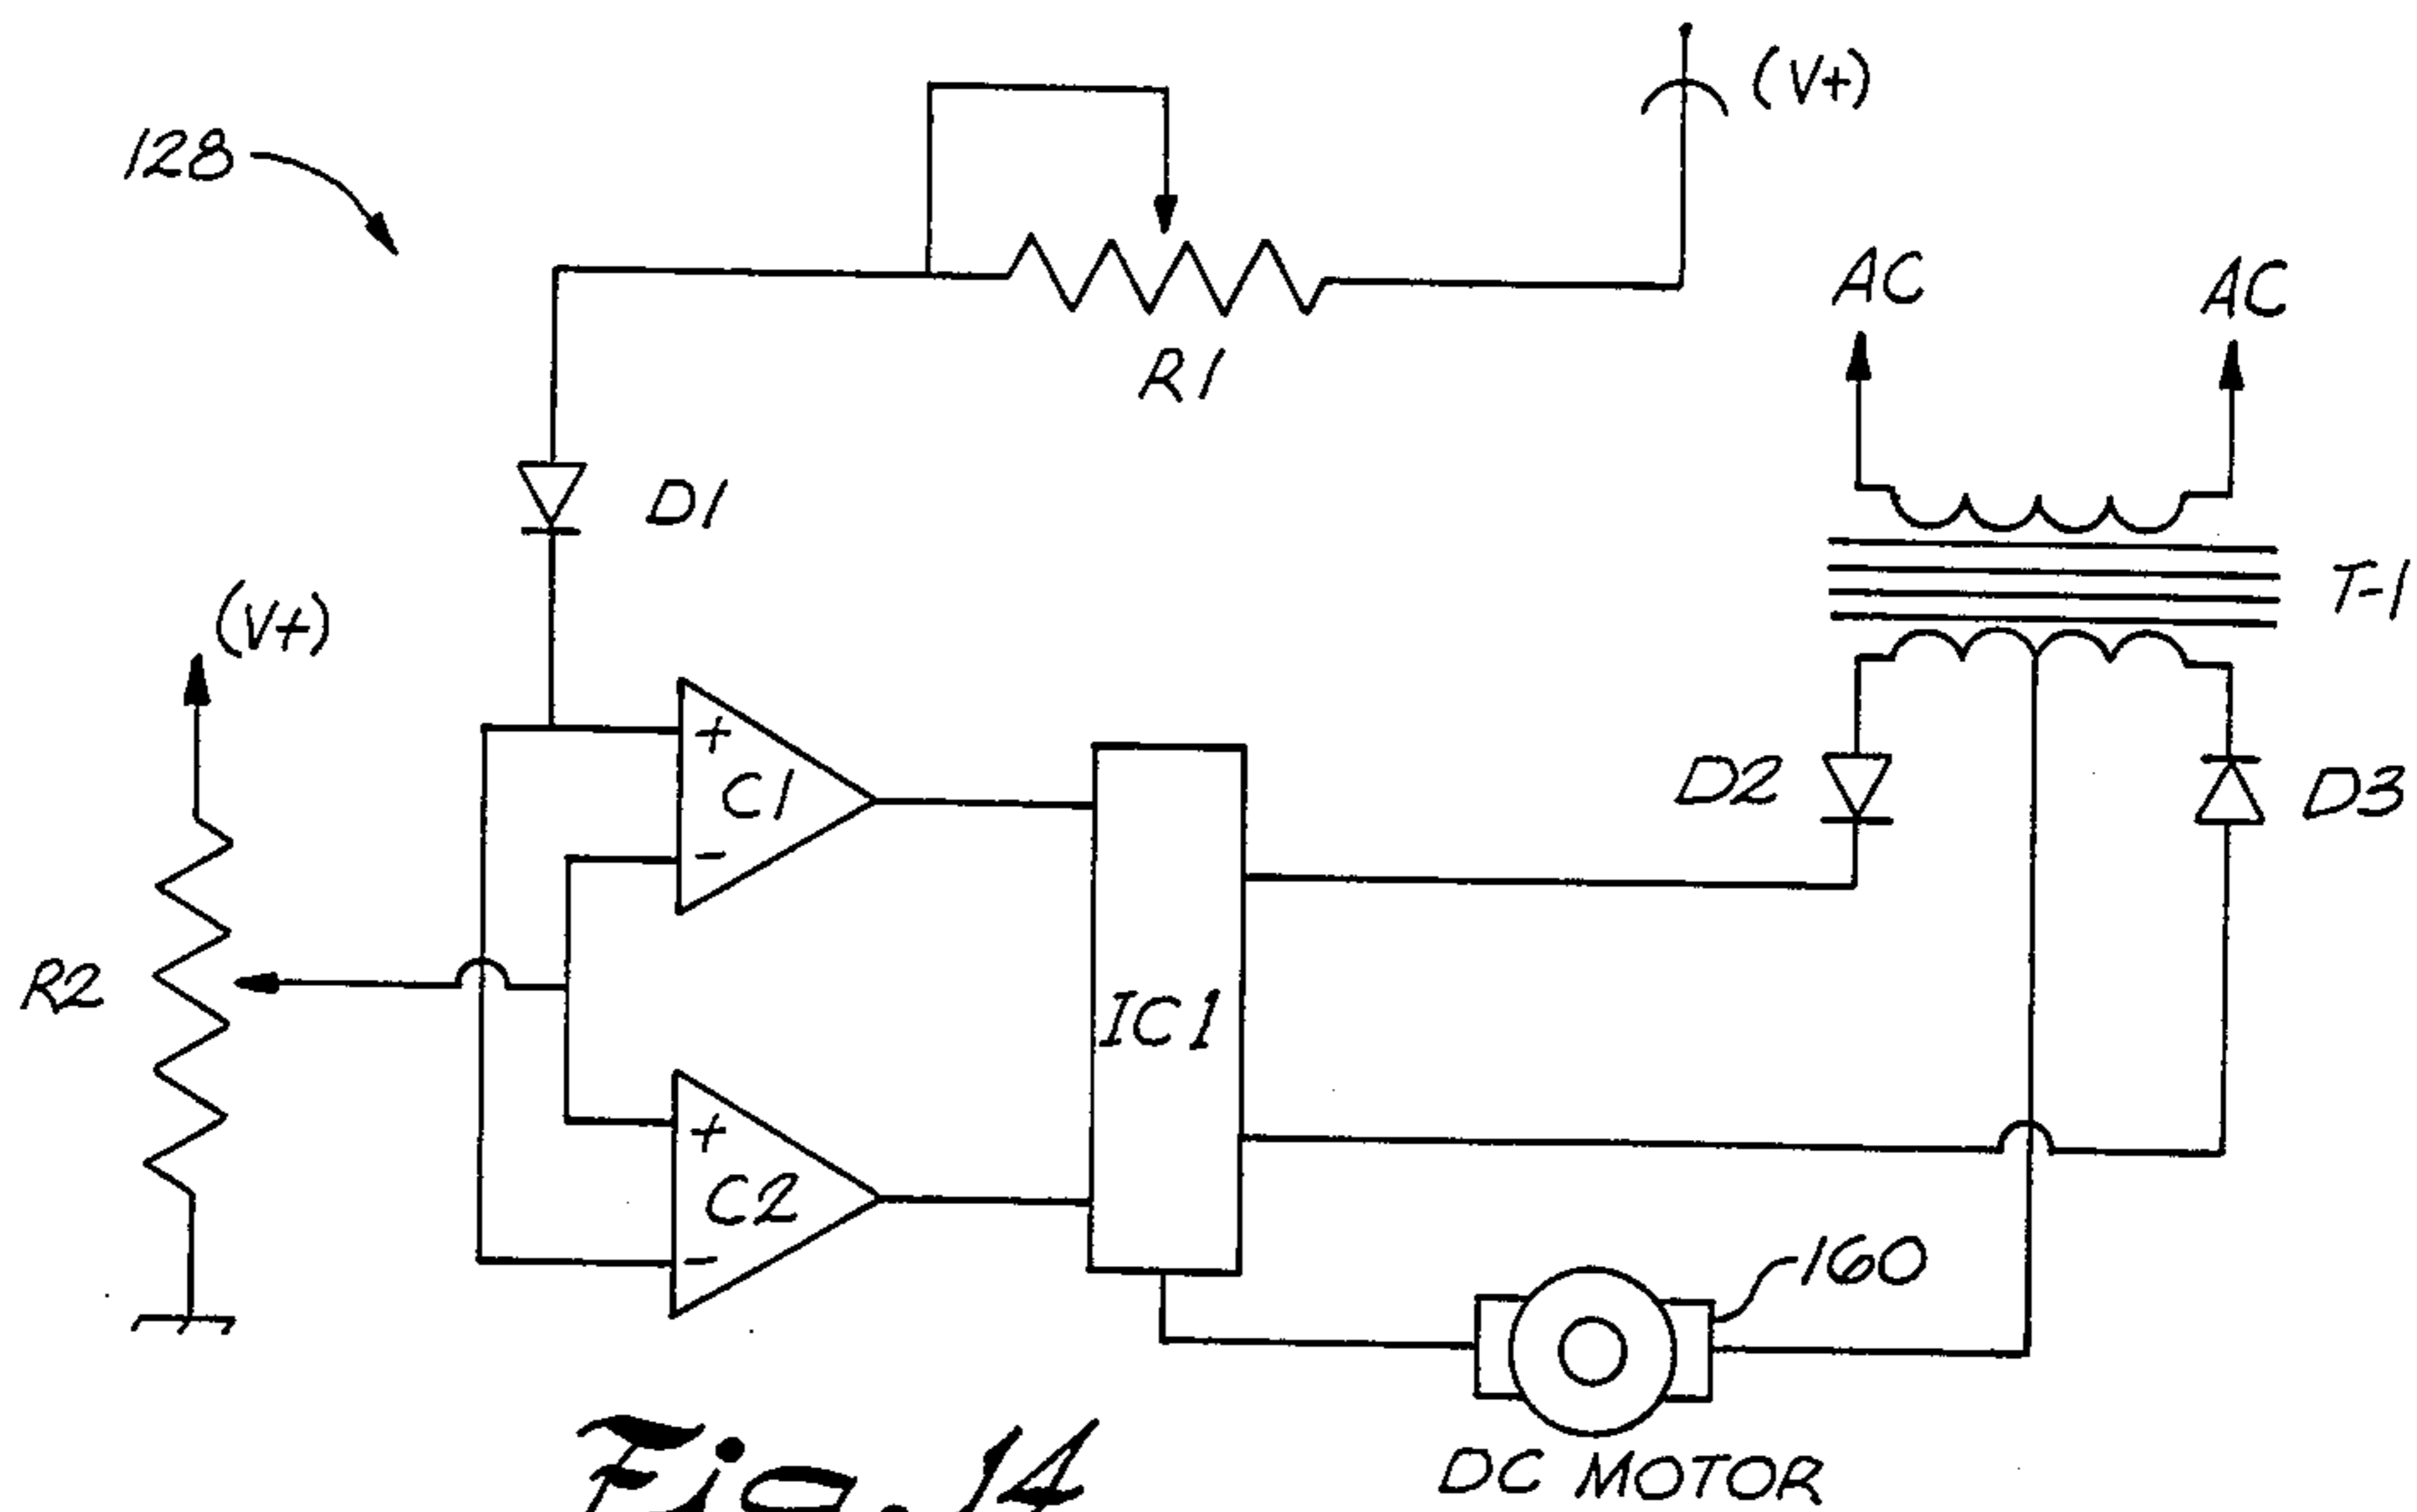 (V+)
128
AC
AC
R1
D1
T-1
(V+)
+
C1
-
D2
D3
R2
IC1
+
C2
-
160
DC MOTOR
Fig. 14